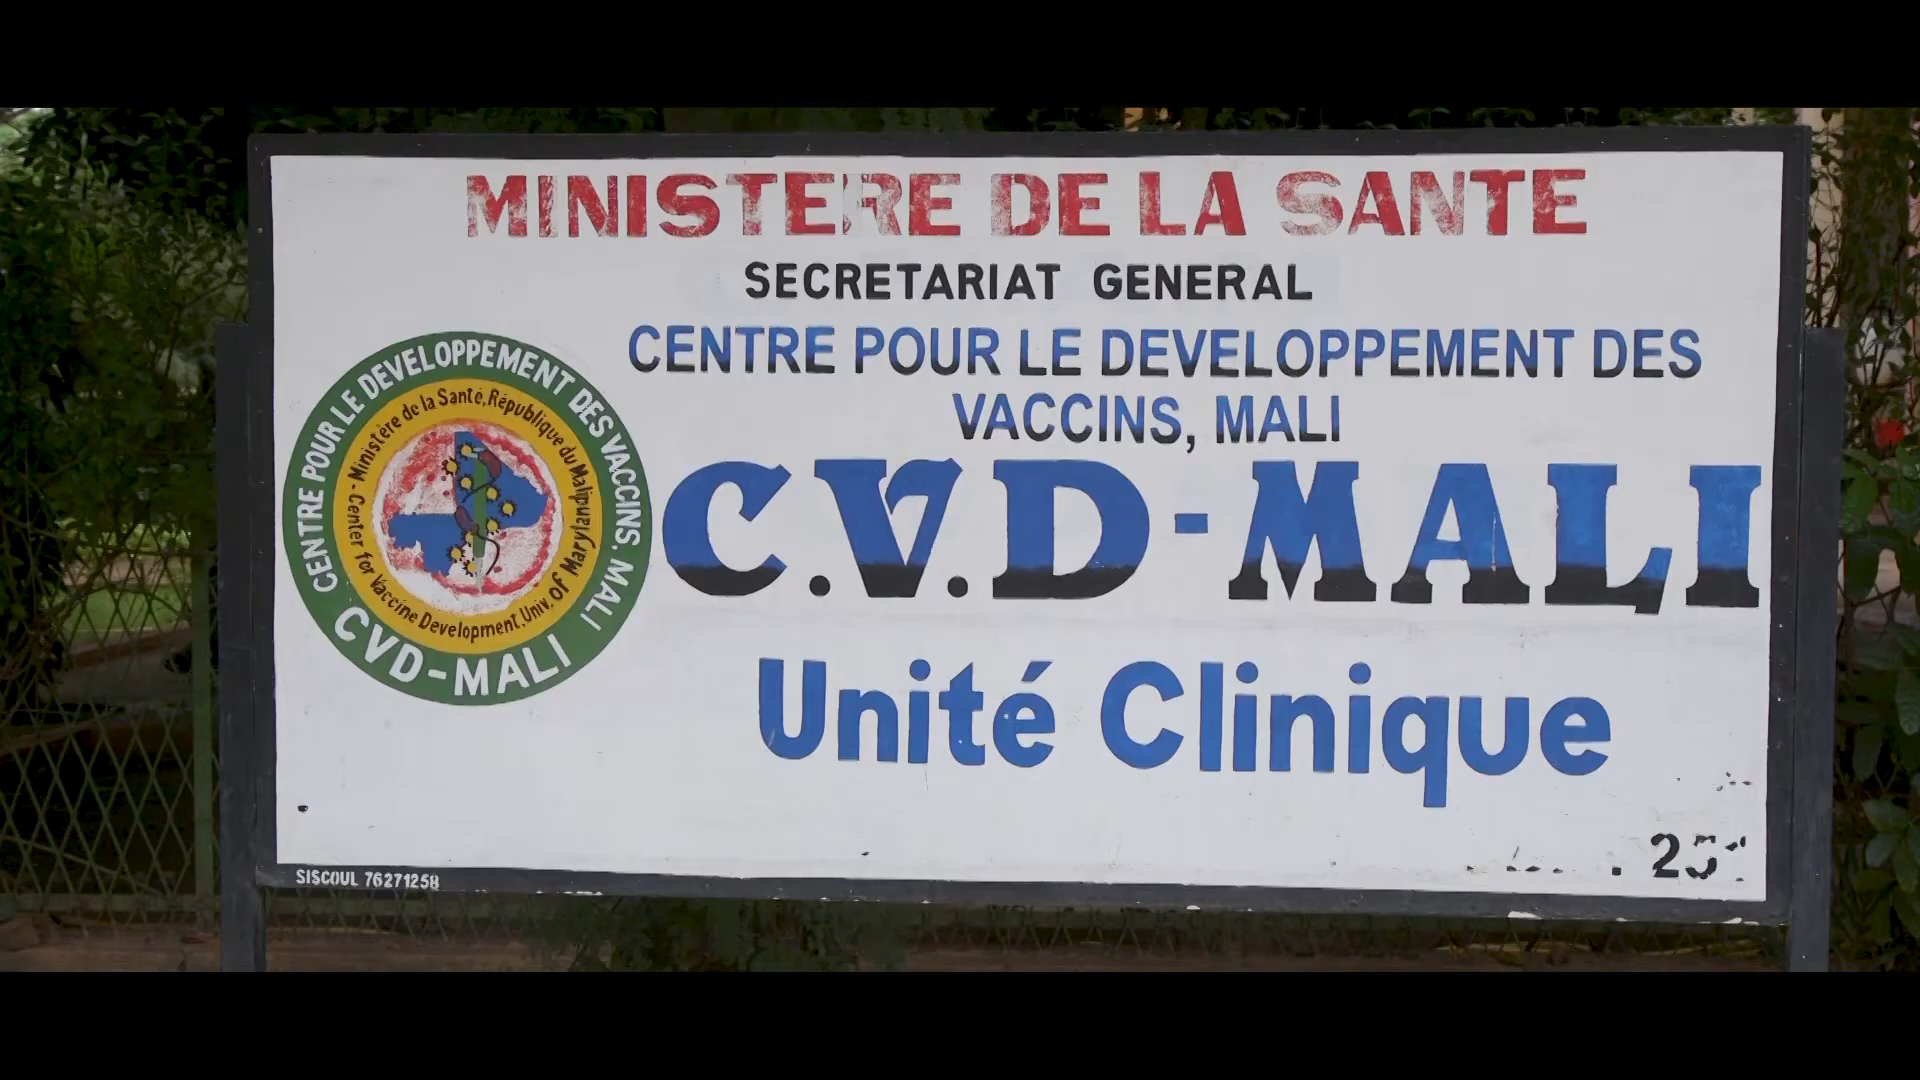 MINISTERE DE LA SANTE
SECRETARIAT GENERAL
CENTRE POUR LE DEVELOPPEMENT DES
VACCINS, MALI
C.V.D-MALI
Unité Clinique
CENTRE POUR LE DEVELOPPEMENT DES VACCINS. MALI
CVD-MALI
Ministère de la Santé, République du Mali
Center for Vaccine Development, Univ. of Maryland
SISCOUL 76271258